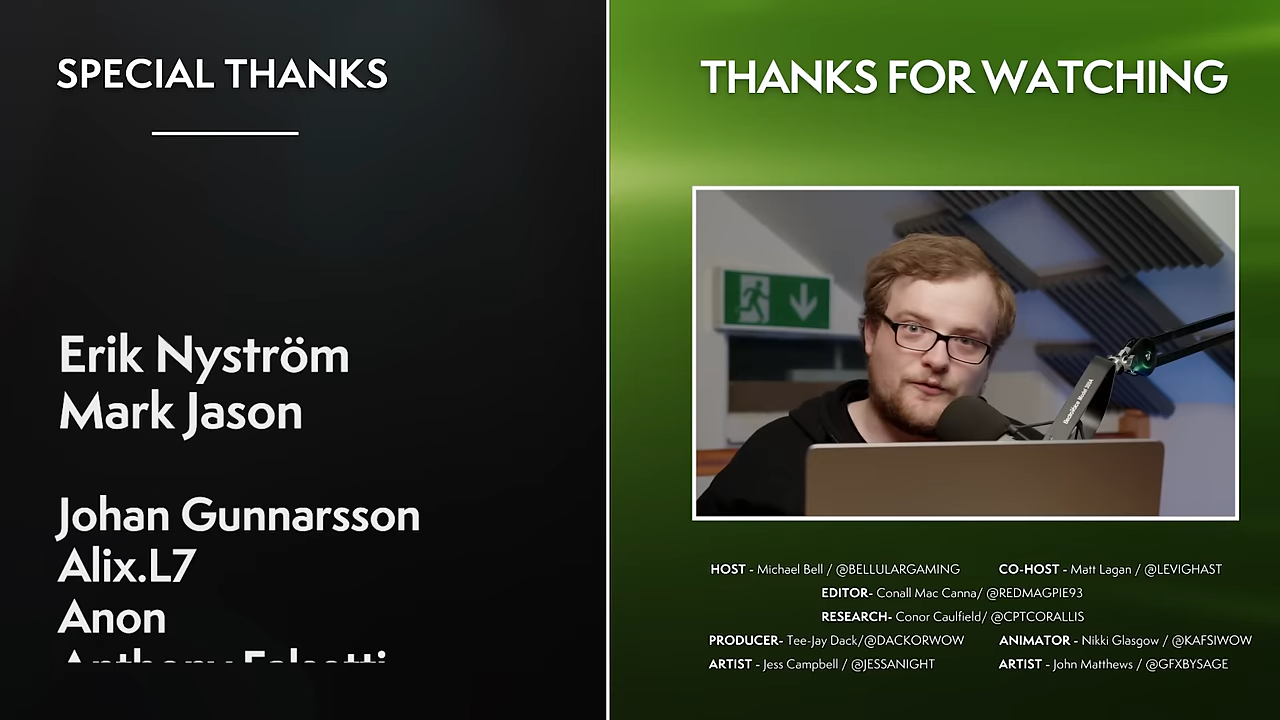 SPECIAL THANKS
Erik Nyström
Mark Jason
Johan Gunnarsson
Alix.L7
Anon
THANKS FOR WATCHING
HOST - Michael Bell / @BELLULARGAMING
CO-HOST - Matt Lagan / @LEVIGHAST
EDITOR- Conall Mac Canna/ @REDMAGPIE93
RESEARCH- Conor Caulfield/ @CPTCORALLIS
PRODUCER- Tee-Jay Dack/@DACKORWOW
ANIMATOR - Nikki Glasgow / @KAFSIWOW
ARTIST - Jess Campbell / @JESSANIGHT
ARTIST - John Matthews / @GFXBYSAGE